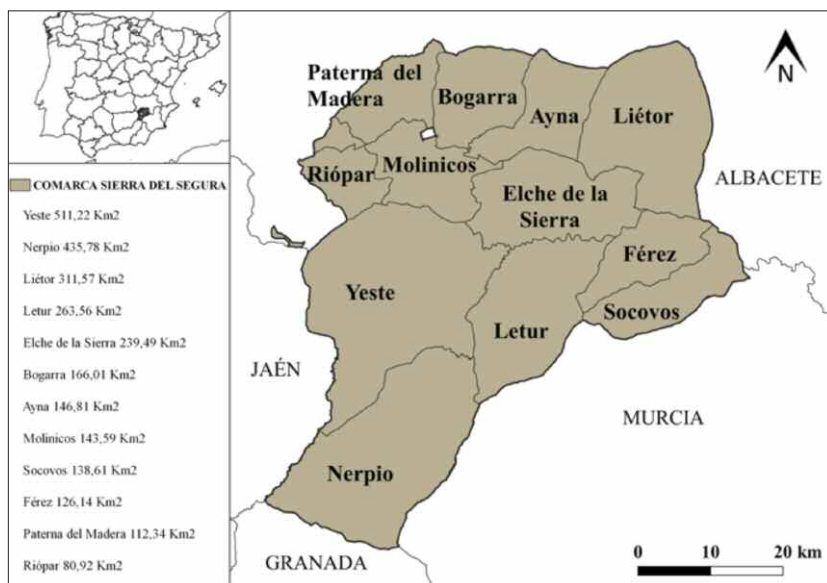 COMARCA SIERRA DEL SEGURA
Yeste 511,22 Km2
Nerpio 435,78 Km2
Liétor 311,57 Km2
Letur 263,56 Km2
Elche de la Sierra 239,49 Km2
Bogarra 166,01 Km2
Ayna 146,81 Km2
Molinicos 143,59 Km2
Socovos 138,61 Km2
Férez 126,14 Km2
Paterna del Madera 112,34 Km2
Riópar 80,92 Km2
Paterna del
Madera
Bogarra
Ayna
Liétor
Riópar
Molinicos
Elche de la
Sierra
Férez
Yeste
Letur
Socovos
Nerpio
ALBACETE
JAÉN
MURCIA
GRANADA
N
0 10 20 km